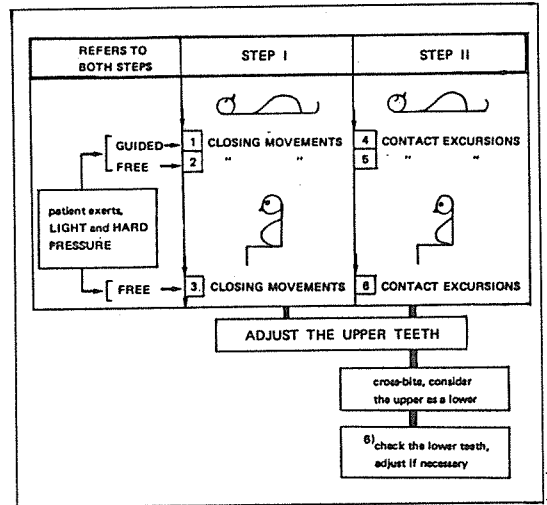 REFERS TO
BOTH STEPS
STEP I
STEP II
GUIDED
1 CLOSING MOVEMENTS
4 CONTACT EXCURSIONS
FREE
2 " "
5 " "
patient exerts,
LIGHT and HARD
PRESSURE
FREE
3. CLOSING MOVEMENTS
6 CONTACT EXCURSIONS
ADJUST THE UPPER TEETH
cross-bite, consider
the upper as a lower
6) check the lower teeth,
adjust if necessary